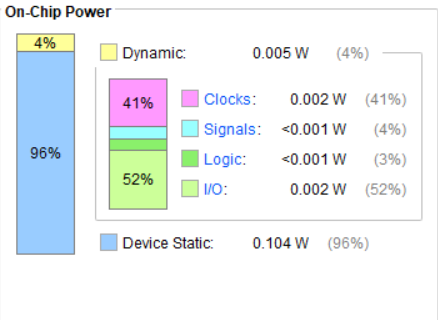 On-Chip Power
4%
96%
Dynamic: 0.005 W (4%)
41%
52%
Clocks: 0.002 W (41%)
Signals: <0.001 W (4%)
Logic: <0.001 W (3%)
I/O: 0.002 W (52%)
Device Static: 0.104 W (96%)